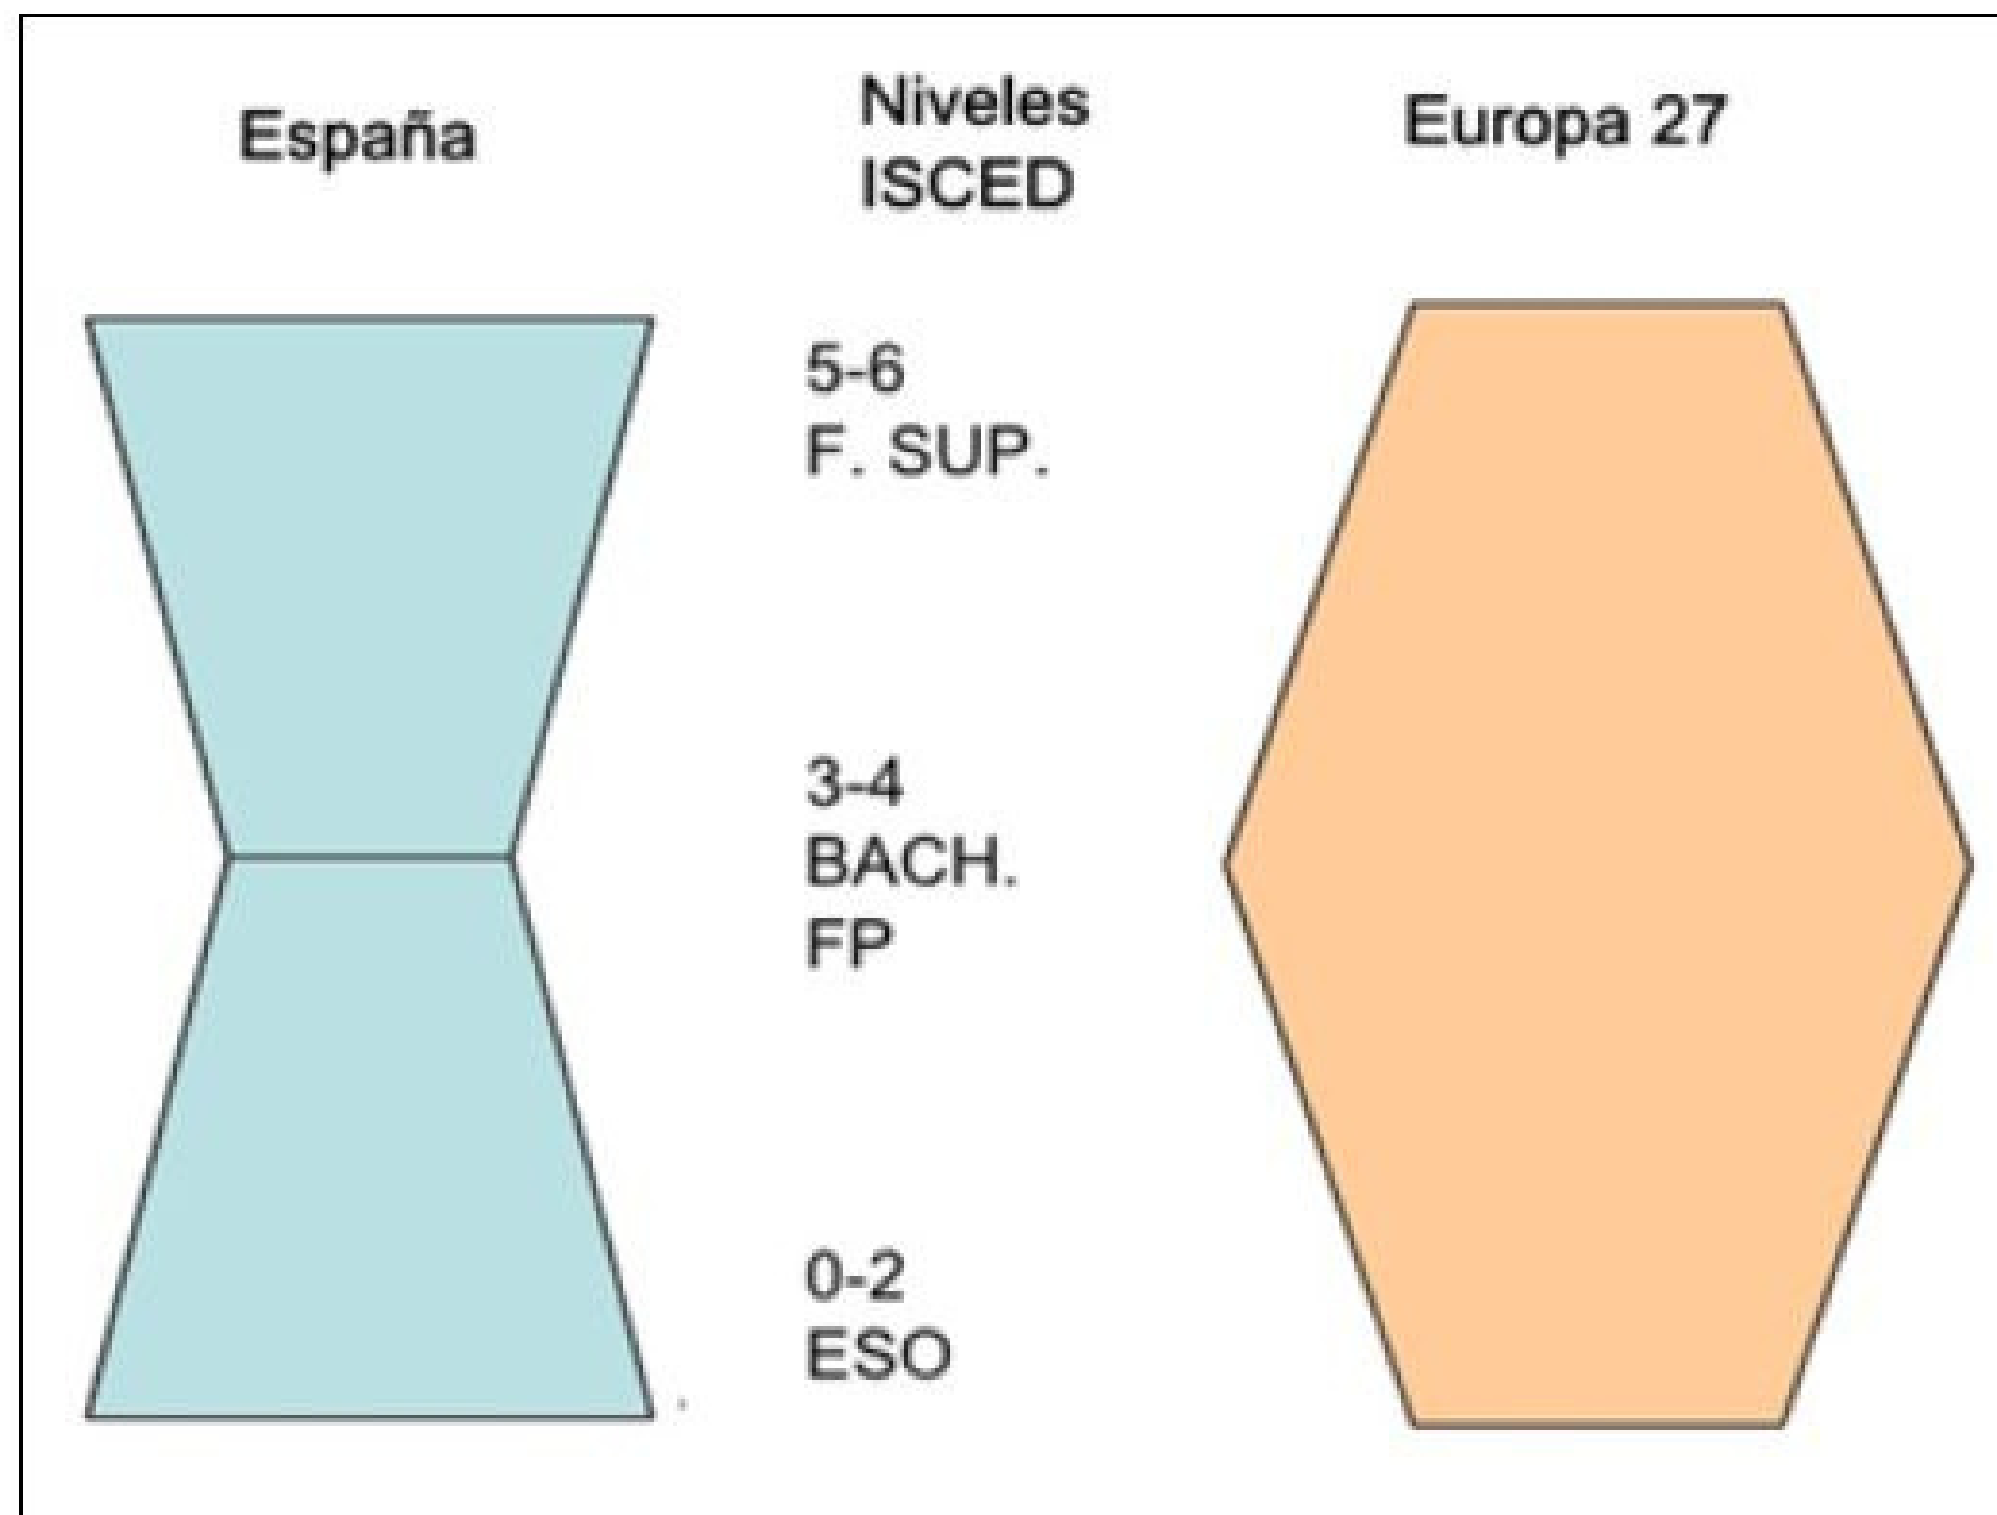 España
Niveles
ISCED
Europa 27
5-6
F. SUP.
3-4
BACH.
FP
0-2
ESO